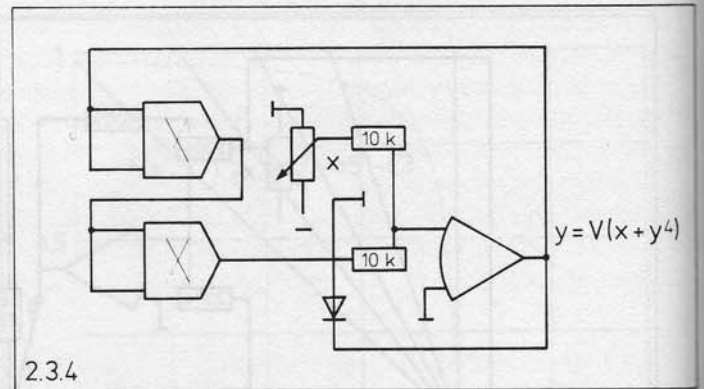 10 k
X
10 k
y = V(x + y⁴)
−
2.3.4